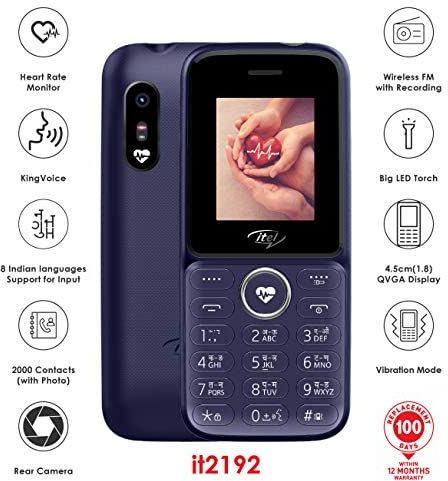 Heart Rate
Monitor
KingVoice
8 Indian languages
Support for Input
2000 Contacts
(with Photo)
Rear Camera
itel
1
2 अ-क
ABC
3 
DEF
4
GHI
5
JKL
6
MNO
7
PQRS
8
TUV
9
WXYZ
*
0 +
#
it2192
Wireless FM
with Recording
Big LED Torch
4.5cm(1.8)
QVGA Display
Vibration Mode
REPLACEMENT
100
DAYS
WITHIN
12 MONTHS
WARRANTY